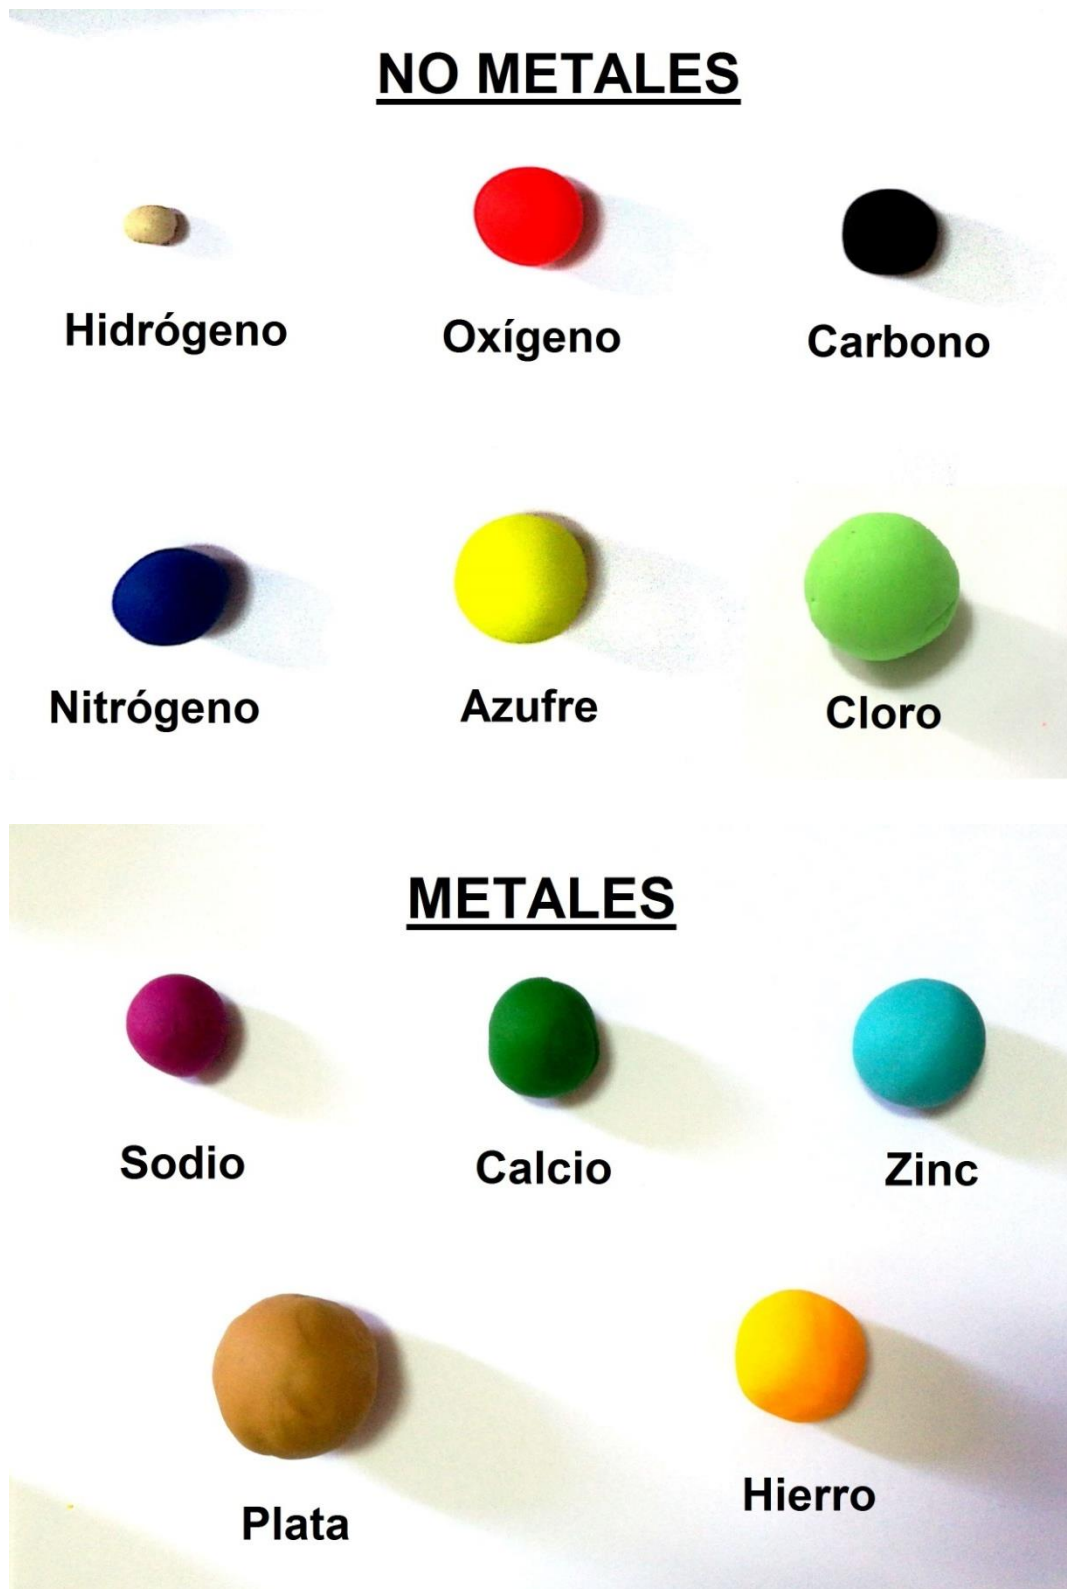 NO METALES
Hidrógeno
Oxígeno
Carbono
Nitrógeno
Azufre
Cloro
METALES
Sodio
Calcio
Zinc
Plata
Hierro